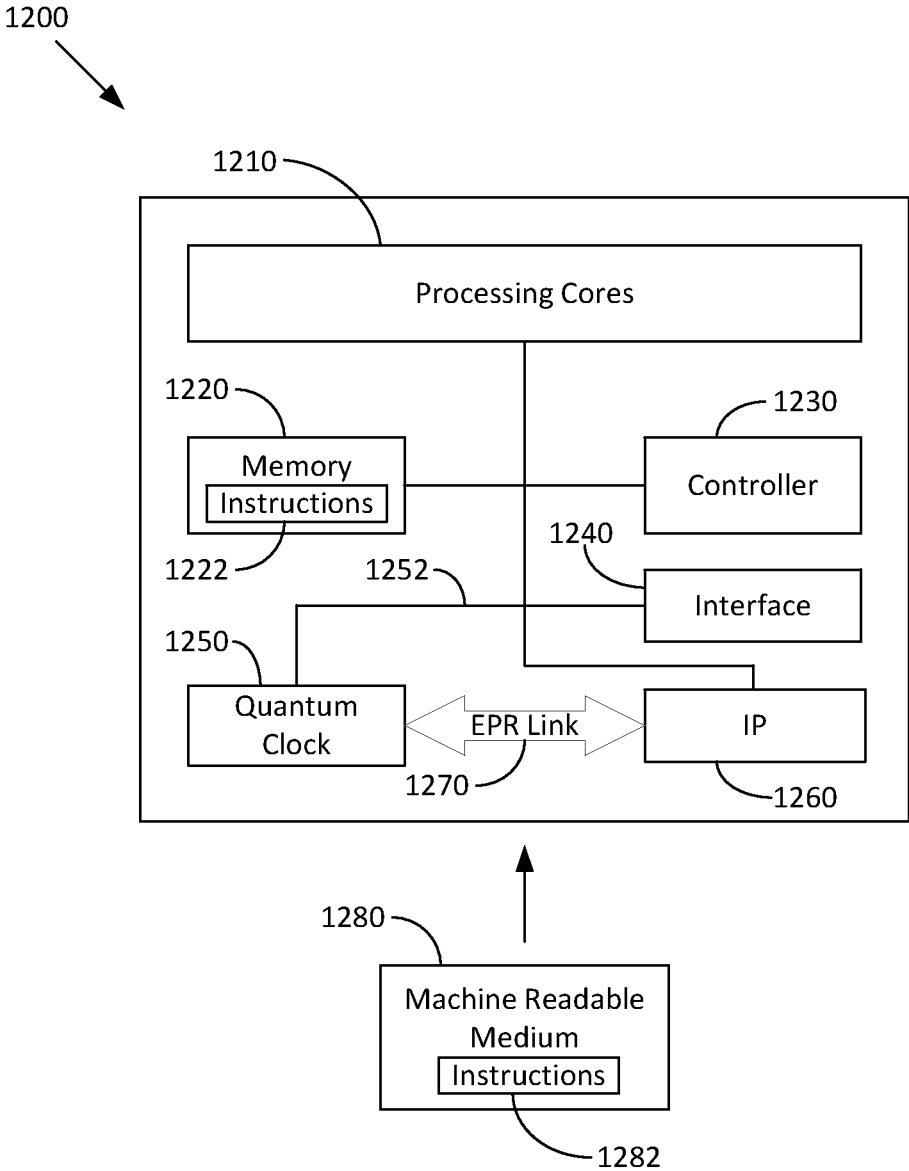 1200
1210
Processing Cores
1220
1230
Memory
Instructions
Controller
1222
1240
1252
Interface
1250
Quantum
Clock
EPR Link
IP
1270
1260
1280
Machine Readable
Medium
Instructions
1282